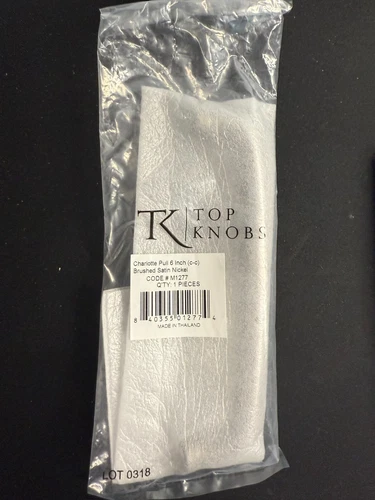 TK TOP
KNOBS
Charlotte Pull 6 Inch (c-c)
Brushed Satin Nickel
CODE # M1277
Q'TY: 1 PIECES
8 40355 01277 4
MADE IN THAILAND
LOT 0318